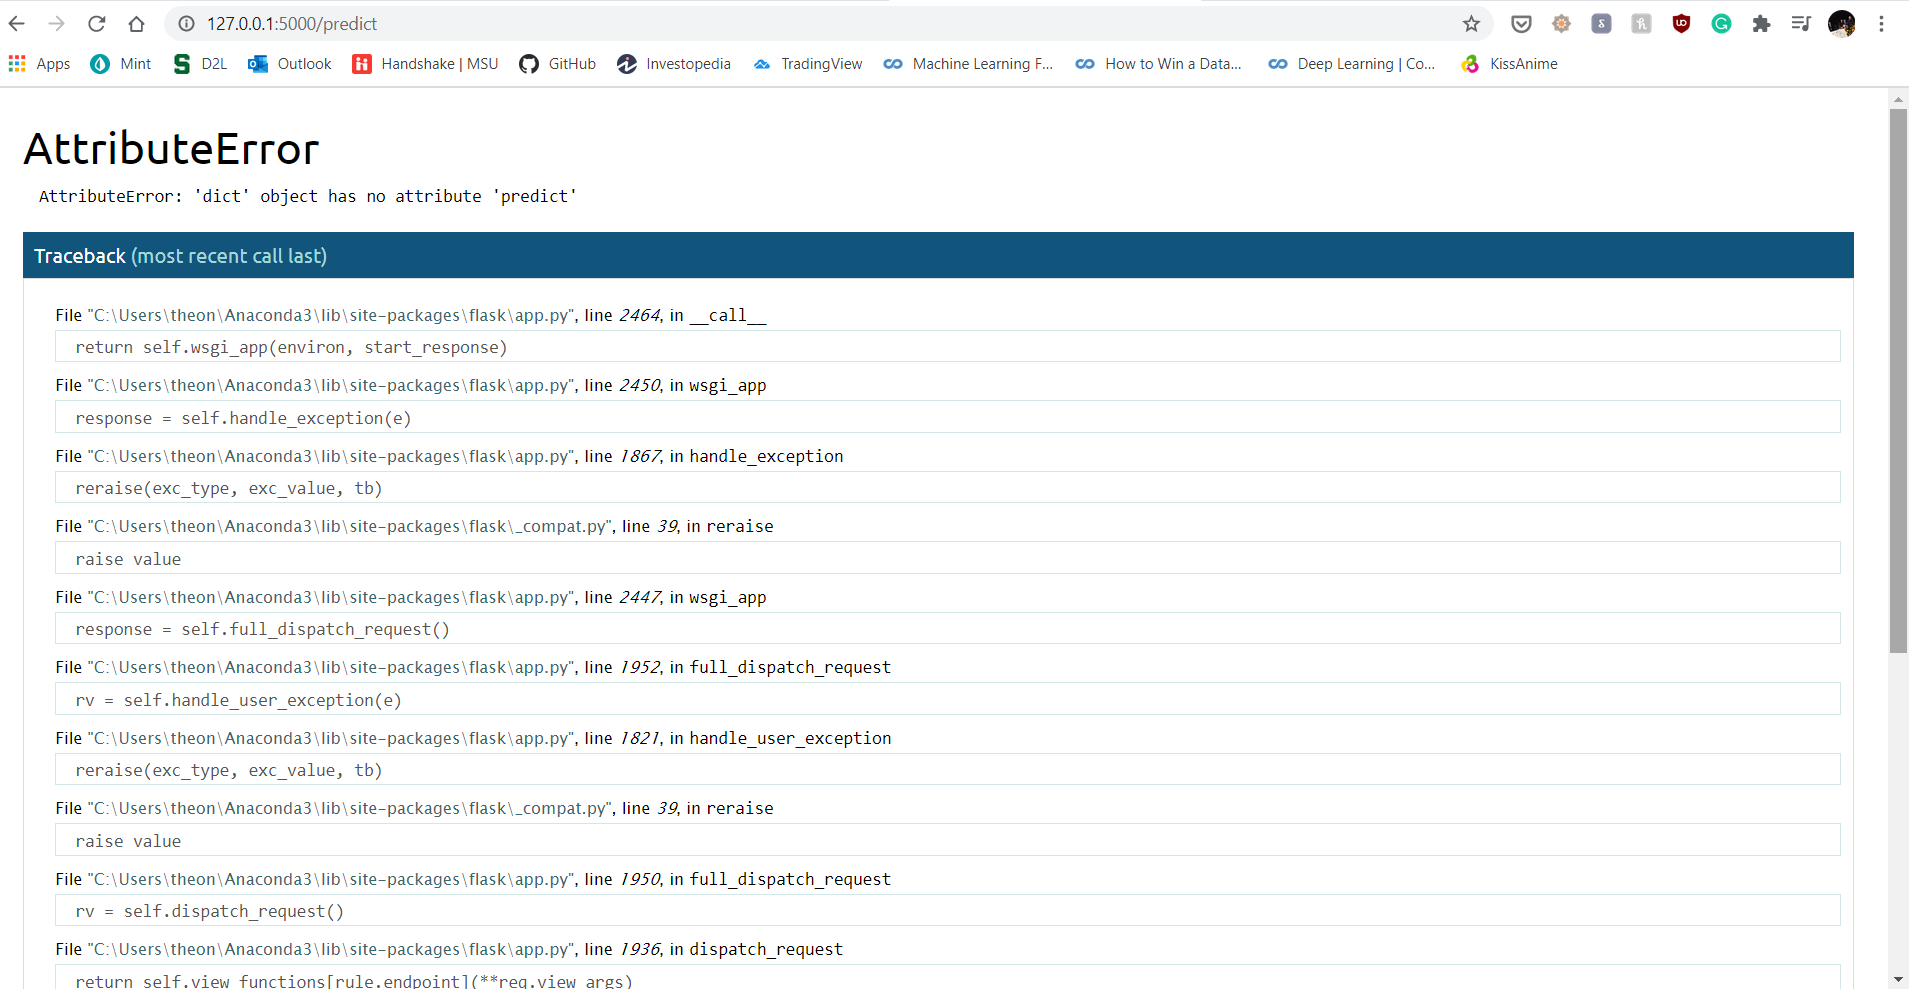 127.0.0.1:5000/predict
Apps Mint D2L Outlook Handshake | MSU GitHub Investopedia TradingView Machine Learning F... How to Win a Data... Deep Learning | Co... KissAnime
AttributeError
AttributeError: 'dict' object has no attribute 'predict'
Traceback (most recent call last)
File "C:\Users\theon\Anaconda3\lib\site-packages\flask\app.py", line 2464, in __call__
return self.wsgi_app(environ, start_response)
File "C:\Users\theon\Anaconda3\lib\site-packages\flask\app.py", line 2450, in wsgi_app
response = self.handle_exception(e)
File "C:\Users\theon\Anaconda3\lib\site-packages\flask\app.py", line 1867, in handle_exception
reraise(exc_type, exc_value, tb)
File "C:\Users\theon\Anaconda3\lib\site-packages\flask\_compat.py", line 39, in reraise
raise value
File "C:\Users\theon\Anaconda3\lib\site-packages\flask\app.py", line 2447, in wsgi_app
response = self.full_dispatch_request()
File "C:\Users\theon\Anaconda3\lib\site-packages\flask\app.py", line 1952, in full_dispatch_request
rv = self.handle_user_exception(e)
File "C:\Users\theon\Anaconda3\lib\site-packages\flask\app.py", line 1821, in handle_user_exception
reraise(exc_type, exc_value, tb)
File "C:\Users\theon\Anaconda3\lib\site-packages\flask\_compat.py", line 39, in reraise
raise value
File "C:\Users\theon\Anaconda3\lib\site-packages\flask\app.py", line 1950, in full_dispatch_request
rv = self.dispatch_request()
File "C:\Users\theon\Anaconda3\lib\site-packages\flask\app.py", line 1936, in dispatch_request
return self.view_functions[rule.endpoint](**req.view_args)